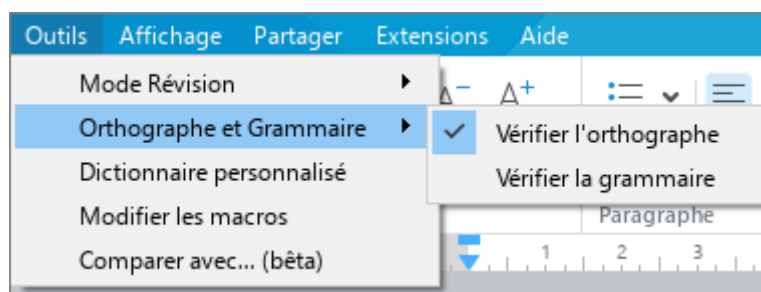 Outils Affichage Partager Extensions Aide
Mode Révision
Orthographe et Grammaire
Vérifier l'orthographe
Dictionnaire personnalisé
Vérifier la grammaire
Modifier les macros
Paragraphe
Comparer avec... (bêta)
1 2 3